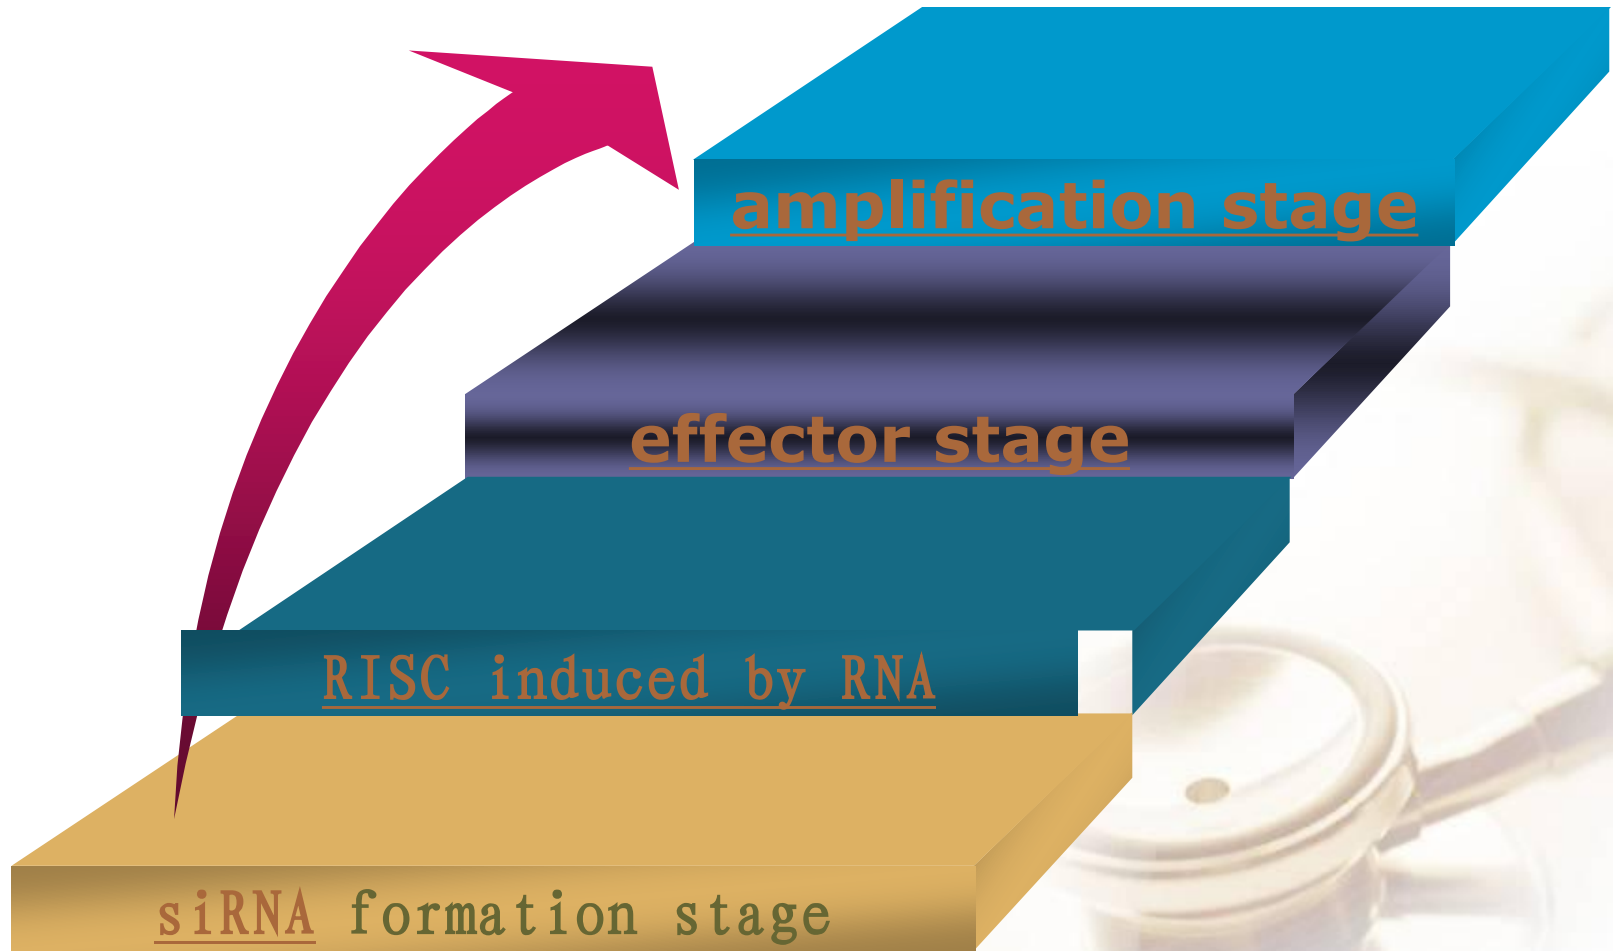 amplification stage
effector stage
RISC induced by RNA
siRNA formation stage